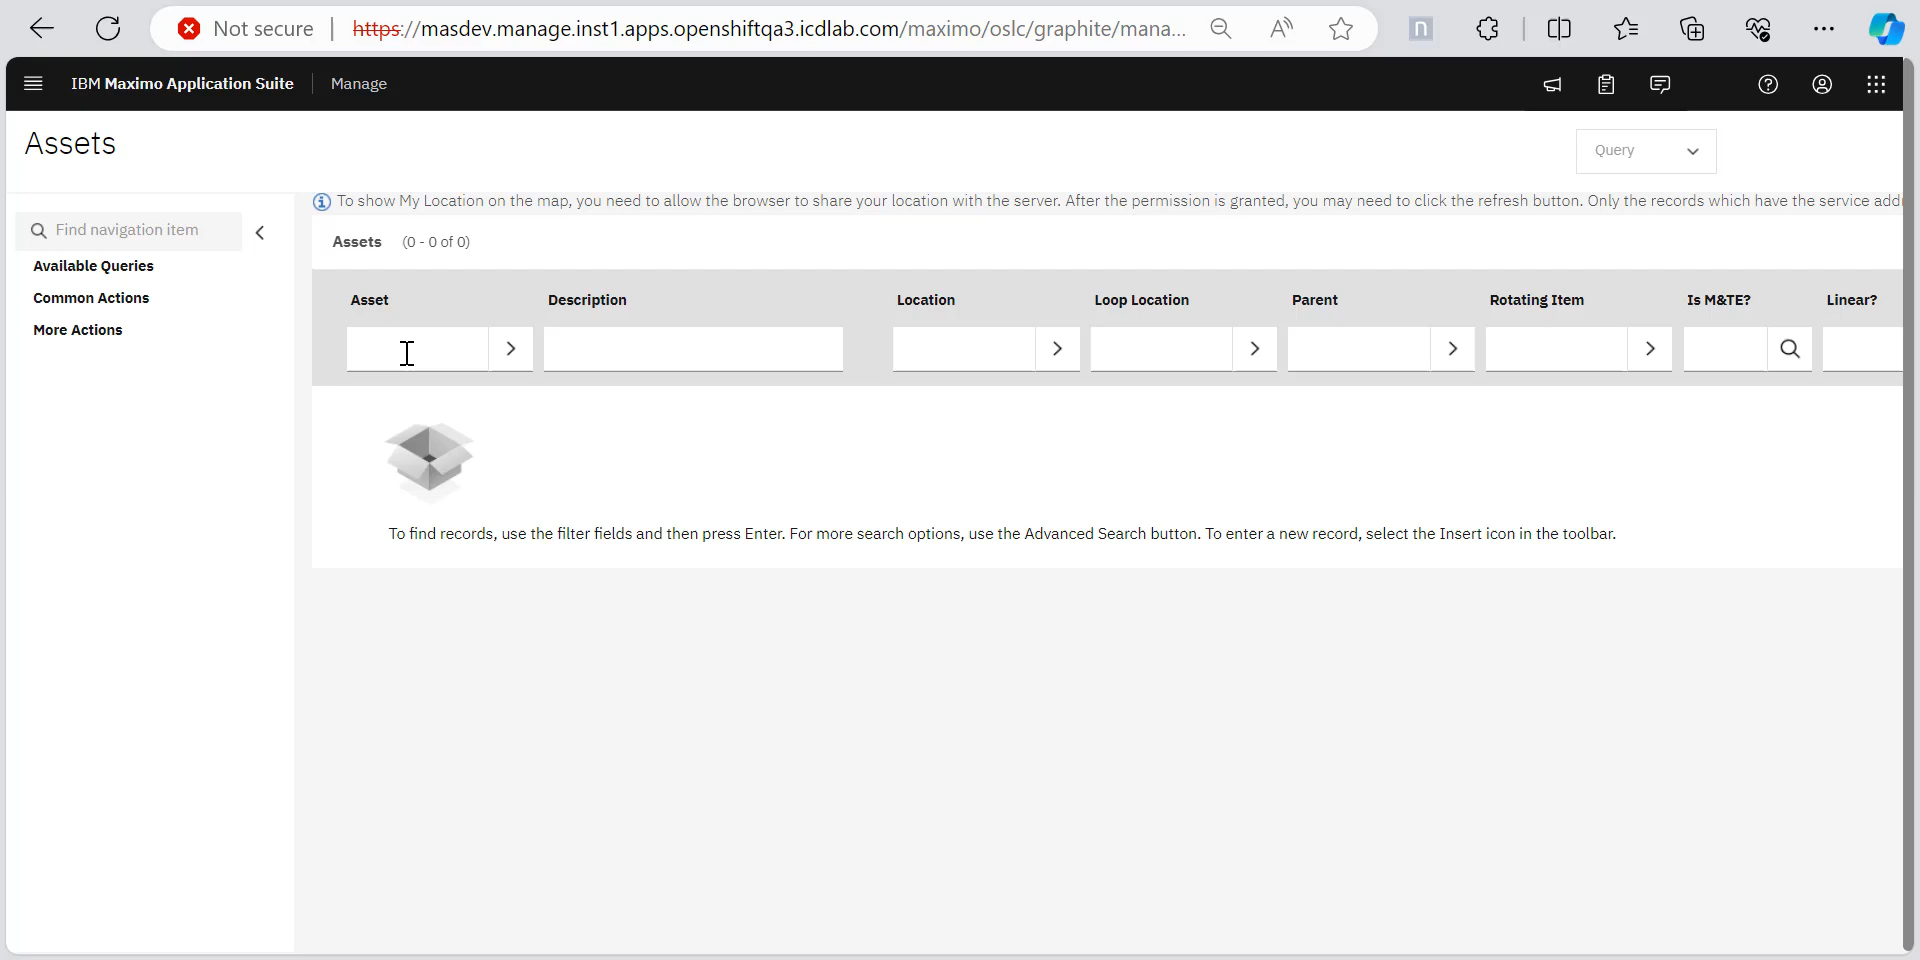 Not secure
https://masdev.manage.inst1.apps.openshiftqa3.icdlab.com/maximo/oslc/graphite/mana...
IBM Maximo Application Suite
Manage
Assets
Query
Find navigation item
Available Queries
Common Actions
More Actions
To show My Location on the map, you need to allow the browser to share your location with the server. After the permission is granted, you may need to click the refresh button. Only the records which have the service addr
Assets (0 - 0 of 0)
Asset Description Location Loop Location Parent Rotating Item Is M&TE? Linear?
To find records, use the filter fields and then press Enter. For more search options, use the Advanced Search button. To enter a new record, select the Insert icon in the toolbar.